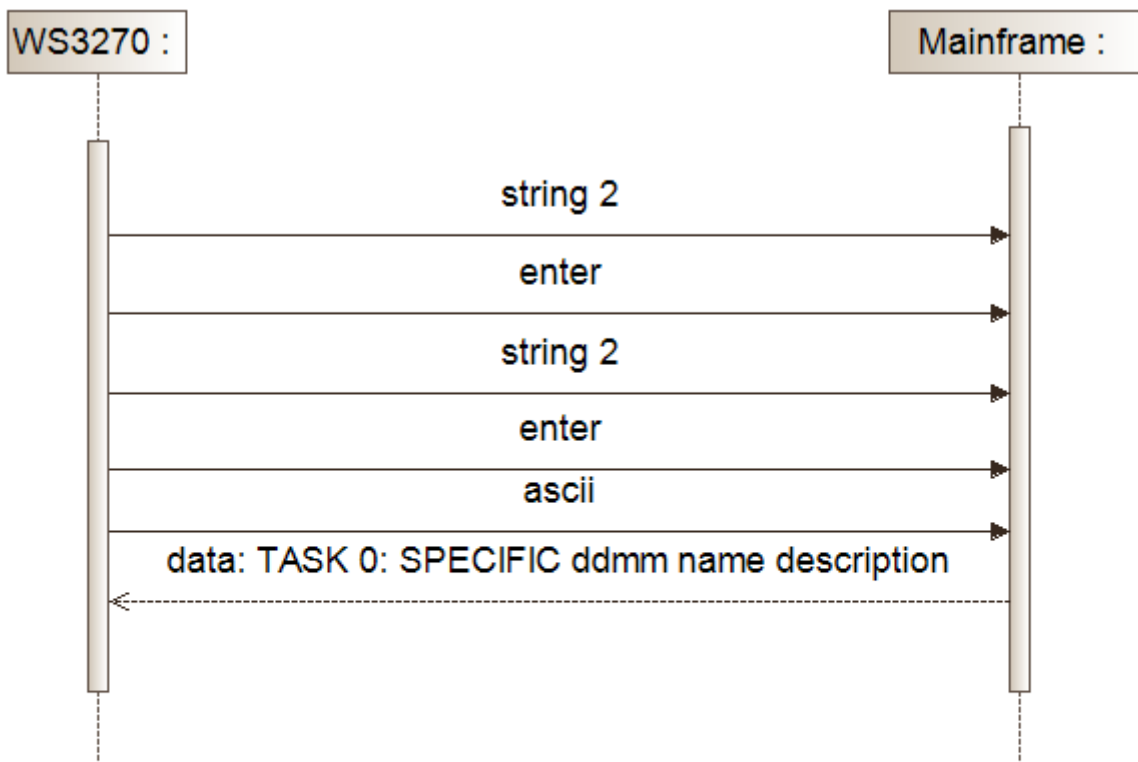 WS3270 :
Mainframe :
string 2
enter
string 2
enter
ascii
data: TASK 0: SPECIFIC ddmm name description